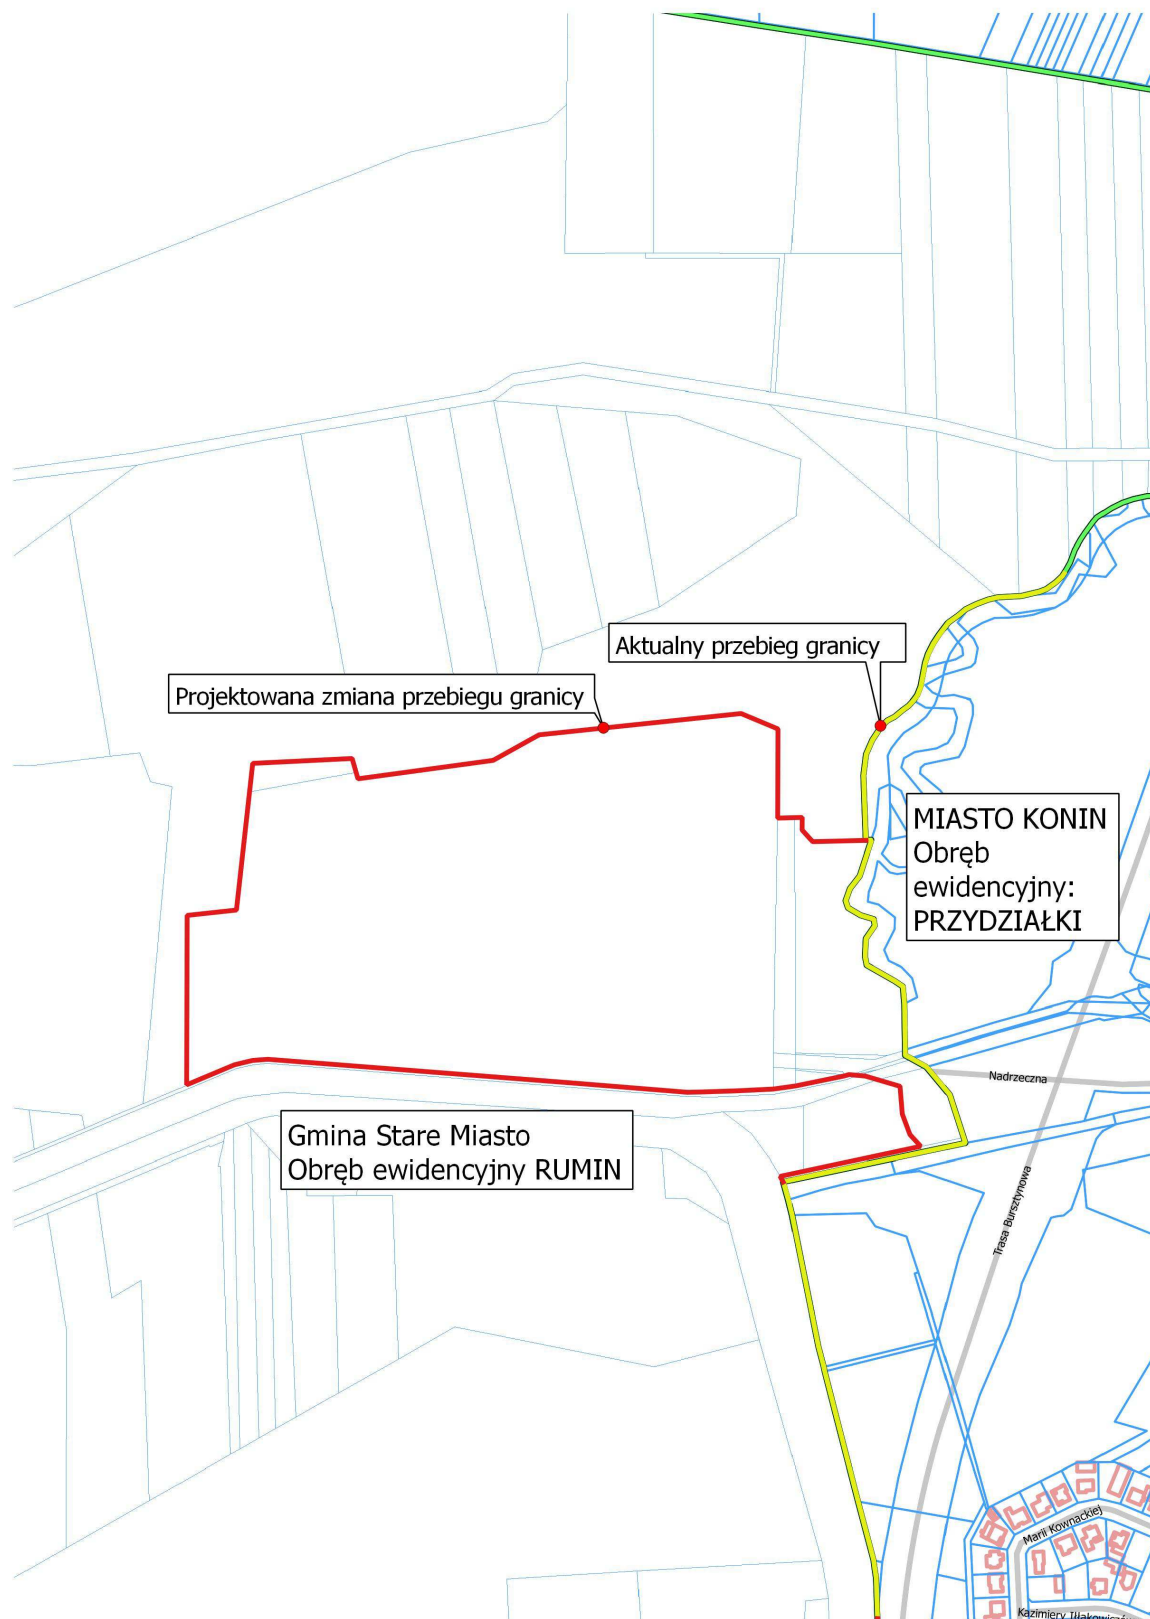 Aktualny przebieg granicy
Projektowana zmiana przebiegu granicy
MIASTO KONIN
Obręb
ewidencyjny:
PRZYDZIAŁKI
Nadrzeczna
Gmina Stare Miasto
Obręb ewidencyjny RUMIN
Trasa Bursztynowa
Marii Kownackiej
Kazimiery